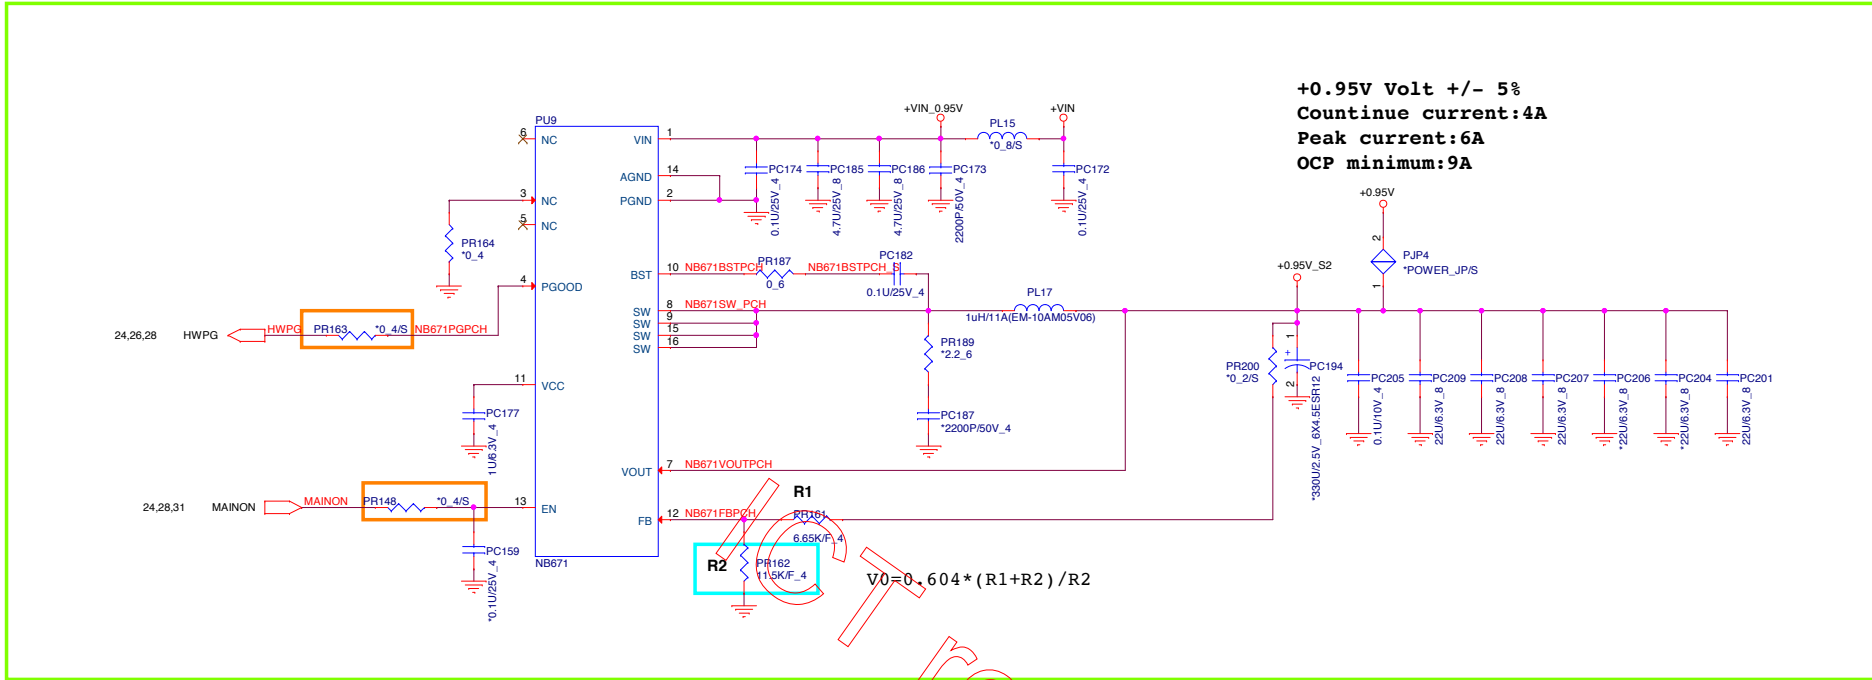 +0.95V Volt +/- 5%
Countinue current:4A
Peak current:6A
OCP minimum:9A
+VIN_0.95V
+VIN
PL15
*0_8/S
PU9
6
NC
VIN
1
PC174
0.1U/25V_4
PC185
4.7U/25V_8
PC186
4.7U/25V_8
PC173
2200P/50V_4
PC172
0.1U/25V_4
AGND
14
3
NC
PGND
2
5
NC
+0.95V
2
PJP4
*POWER_JP/S
1
PR164
*0_4
BST
10
NB671BSTPCH
PR187
0_6
NB671BSTPCH_S
PC182
0.1U/25V_4
+0.95V_S2
4
PGOOD
SW
8
NB671SW_PCH
PL17
1uH/11A(EM-10AM05V06)
SW
9
SW
15
SW
16
24,26,28
HWPG
HWPG
PR163
*0_4/S
NB671PGPCH
PR189
*2.2_6
PR200
*0_2/S
1
+
PC194
2
*330U/2.5V_6X4.5ESR12
PC205
0.1U/10V_4
PC209
22U/6.3V_8
PC208
22U/6.3V_8
PC207
22U/6.3V_8
PC206
*22U/6.3V_8
PC204
*22U/6.3V_8
PC201
22U/6.3V_8
11
VCC
PC177
1U/6.3V_4
PC187
*2200P/50V_4
VOUT
7
NB671VOUTPCH
24,28,31
MAINON
MAINON
PR148
*0_4/S
13
EN
FB
12
NB671FBPCH
R1
PR161
6.65K/F_4
PC159
*0.1U/25V_4
NB671
R2
PR162
11.5K/F_4
V0=0.604*(R1+R2)/R2